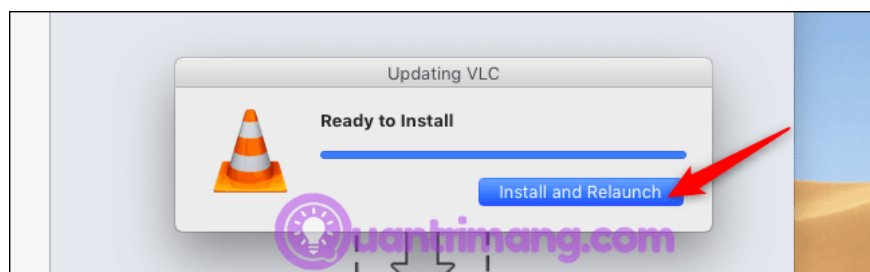 Updating VLC
Ready to Install
Install and Relaunch
Quantrimang.com